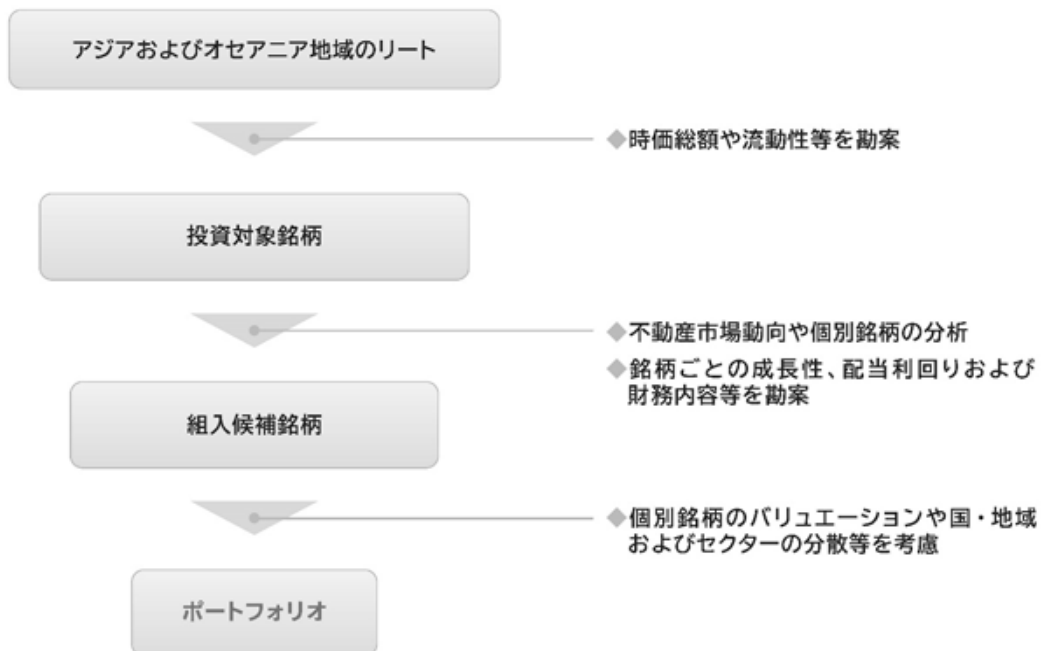 アジアおよびオセアニア地域のリート
◆時価総額や流動性等を勘案
投資対象銘柄
◆不動産市場動向や個別銘柄の分析
◆銘柄ごとの成長性、配当利回りおよび
財務内容等を勘案
組入候補銘柄
◆個別銘柄のバリュエーションや国・地域
およびセクターの分散等を考慮
ポートフォリオ